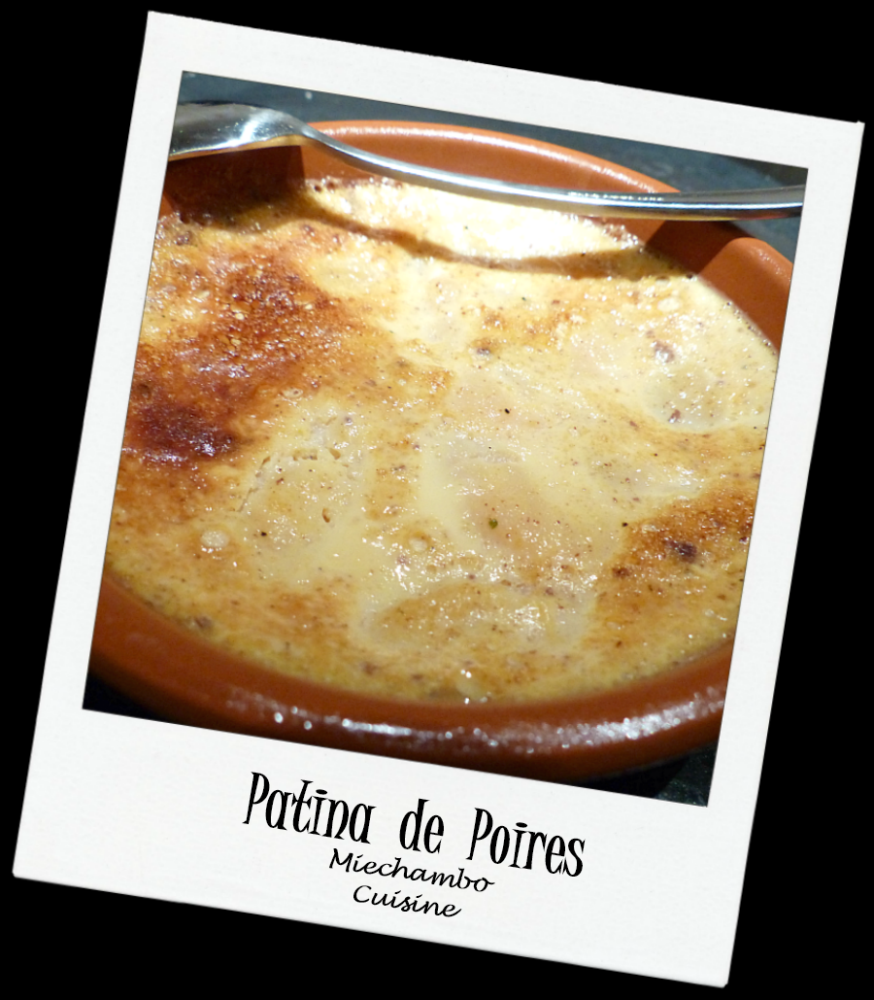 Patina de Poires
Miechambo
Cuisine